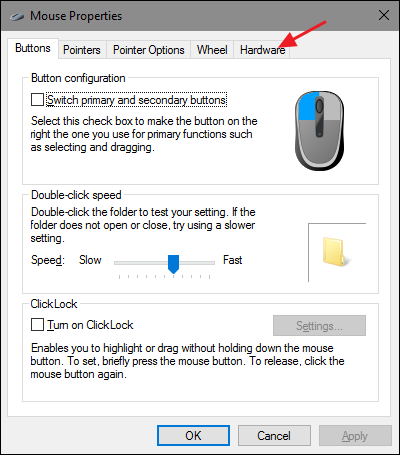 Mouse Properties
Buttons Pointers Pointer Options Wheel Hardware
Button configuration
Switch primary and secondary buttons
Select this check box to make the button on the
right the one you use for primary functions such
as selecting and dragging.
Double-click speed
Double-click the folder to test your setting. If the
folder does not open or close, try using a slower
setting.
Speed: Slow Fast
ClickLock
Turn on ClickLock Settings...
Enables you to highlight or drag without holding down the mouse
button. To set, briefly press the mouse button. To release, click the
mouse button again.
OK Cancel Apply